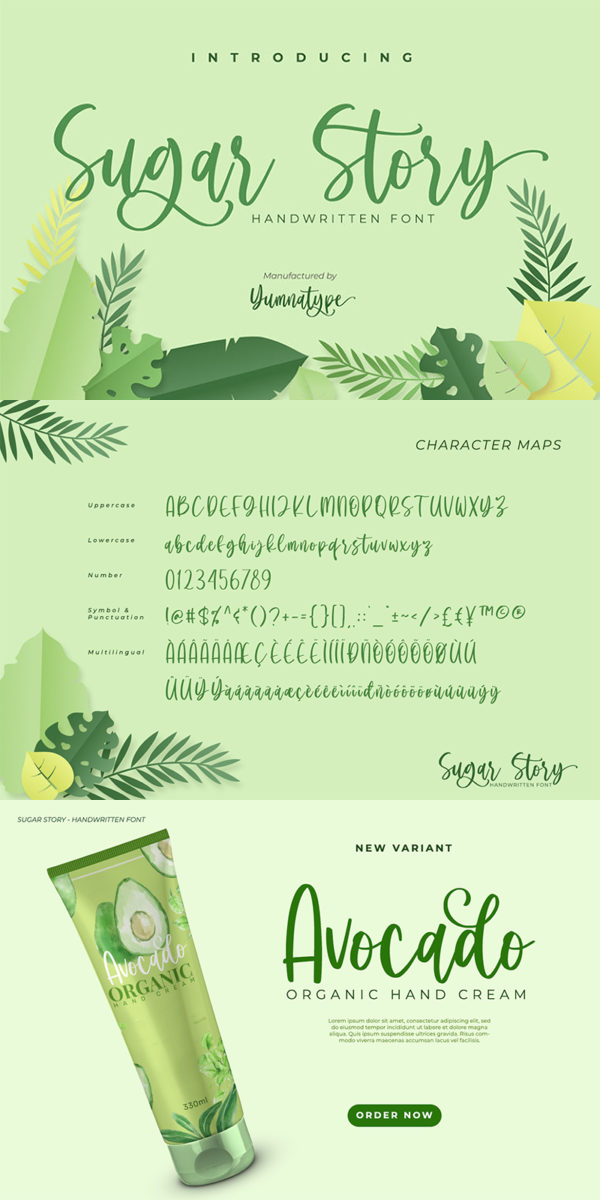 INTRODUCING
Sugar Story
HANDWRITTEN FONT
Manufactured by
Yumnatype
CHARACTER MAPS
Uppercase
ABCDEFGHIJKLMNOPQRSTUVWXYZ
Lowercase
abcdefghijklmnopqrstuvwxyz
Number
0123456789
Symbol &
Punctuation
!@#$%^&*()?+-={}[],.:;'_"±~</>£€¥™©®
Multilingual
ÀÁÂÃÄÅÆÇÈÉÊËÌÍÎÏÐÑÒÓÔÕÖØÙÚ
ÛÜÝŸàáâãäåæçèéêëìíîïđñòóôõöøùúûüýÿ
Sugar Story
HANDWRITTEN FONT
SUGAR STORY - HANDWRITTEN FONT
NEW VARIANT
Avocado
ORGANIC HAND CREAM
Lorem ipsum dolor sit amet, consectetur adipiscing elit, sed
do eiusmod tempor incididunt ut labore et dolore magna
aliqua. Quis ipsum suspendisse ultrices gravida. Risus com-
modo viverra maecenas accumsan lacus vel facilisis.
ORDER NOW
Avocado
ORGANIC
HAND CREAM
330ml